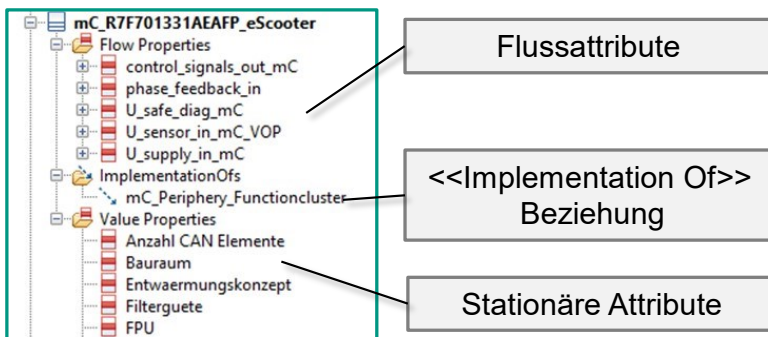 mC_R7F701331AEAFP_eScooter
Flow Properties
control_signals_out_mC
phase_feedback_in
U_safe_diag_mC
U_sensor_in_mC_VOP
U_supply_in_mC
ImplementationOfs
mC_Periphery_Functioncluster
Value Properties
Anzahl CAN Elemente
Bauraum
Entwaermungskonzept
Filterguete
FPU
Flussattribute
<<Implementation Of>>
Beziehung
Stationäre Attribute